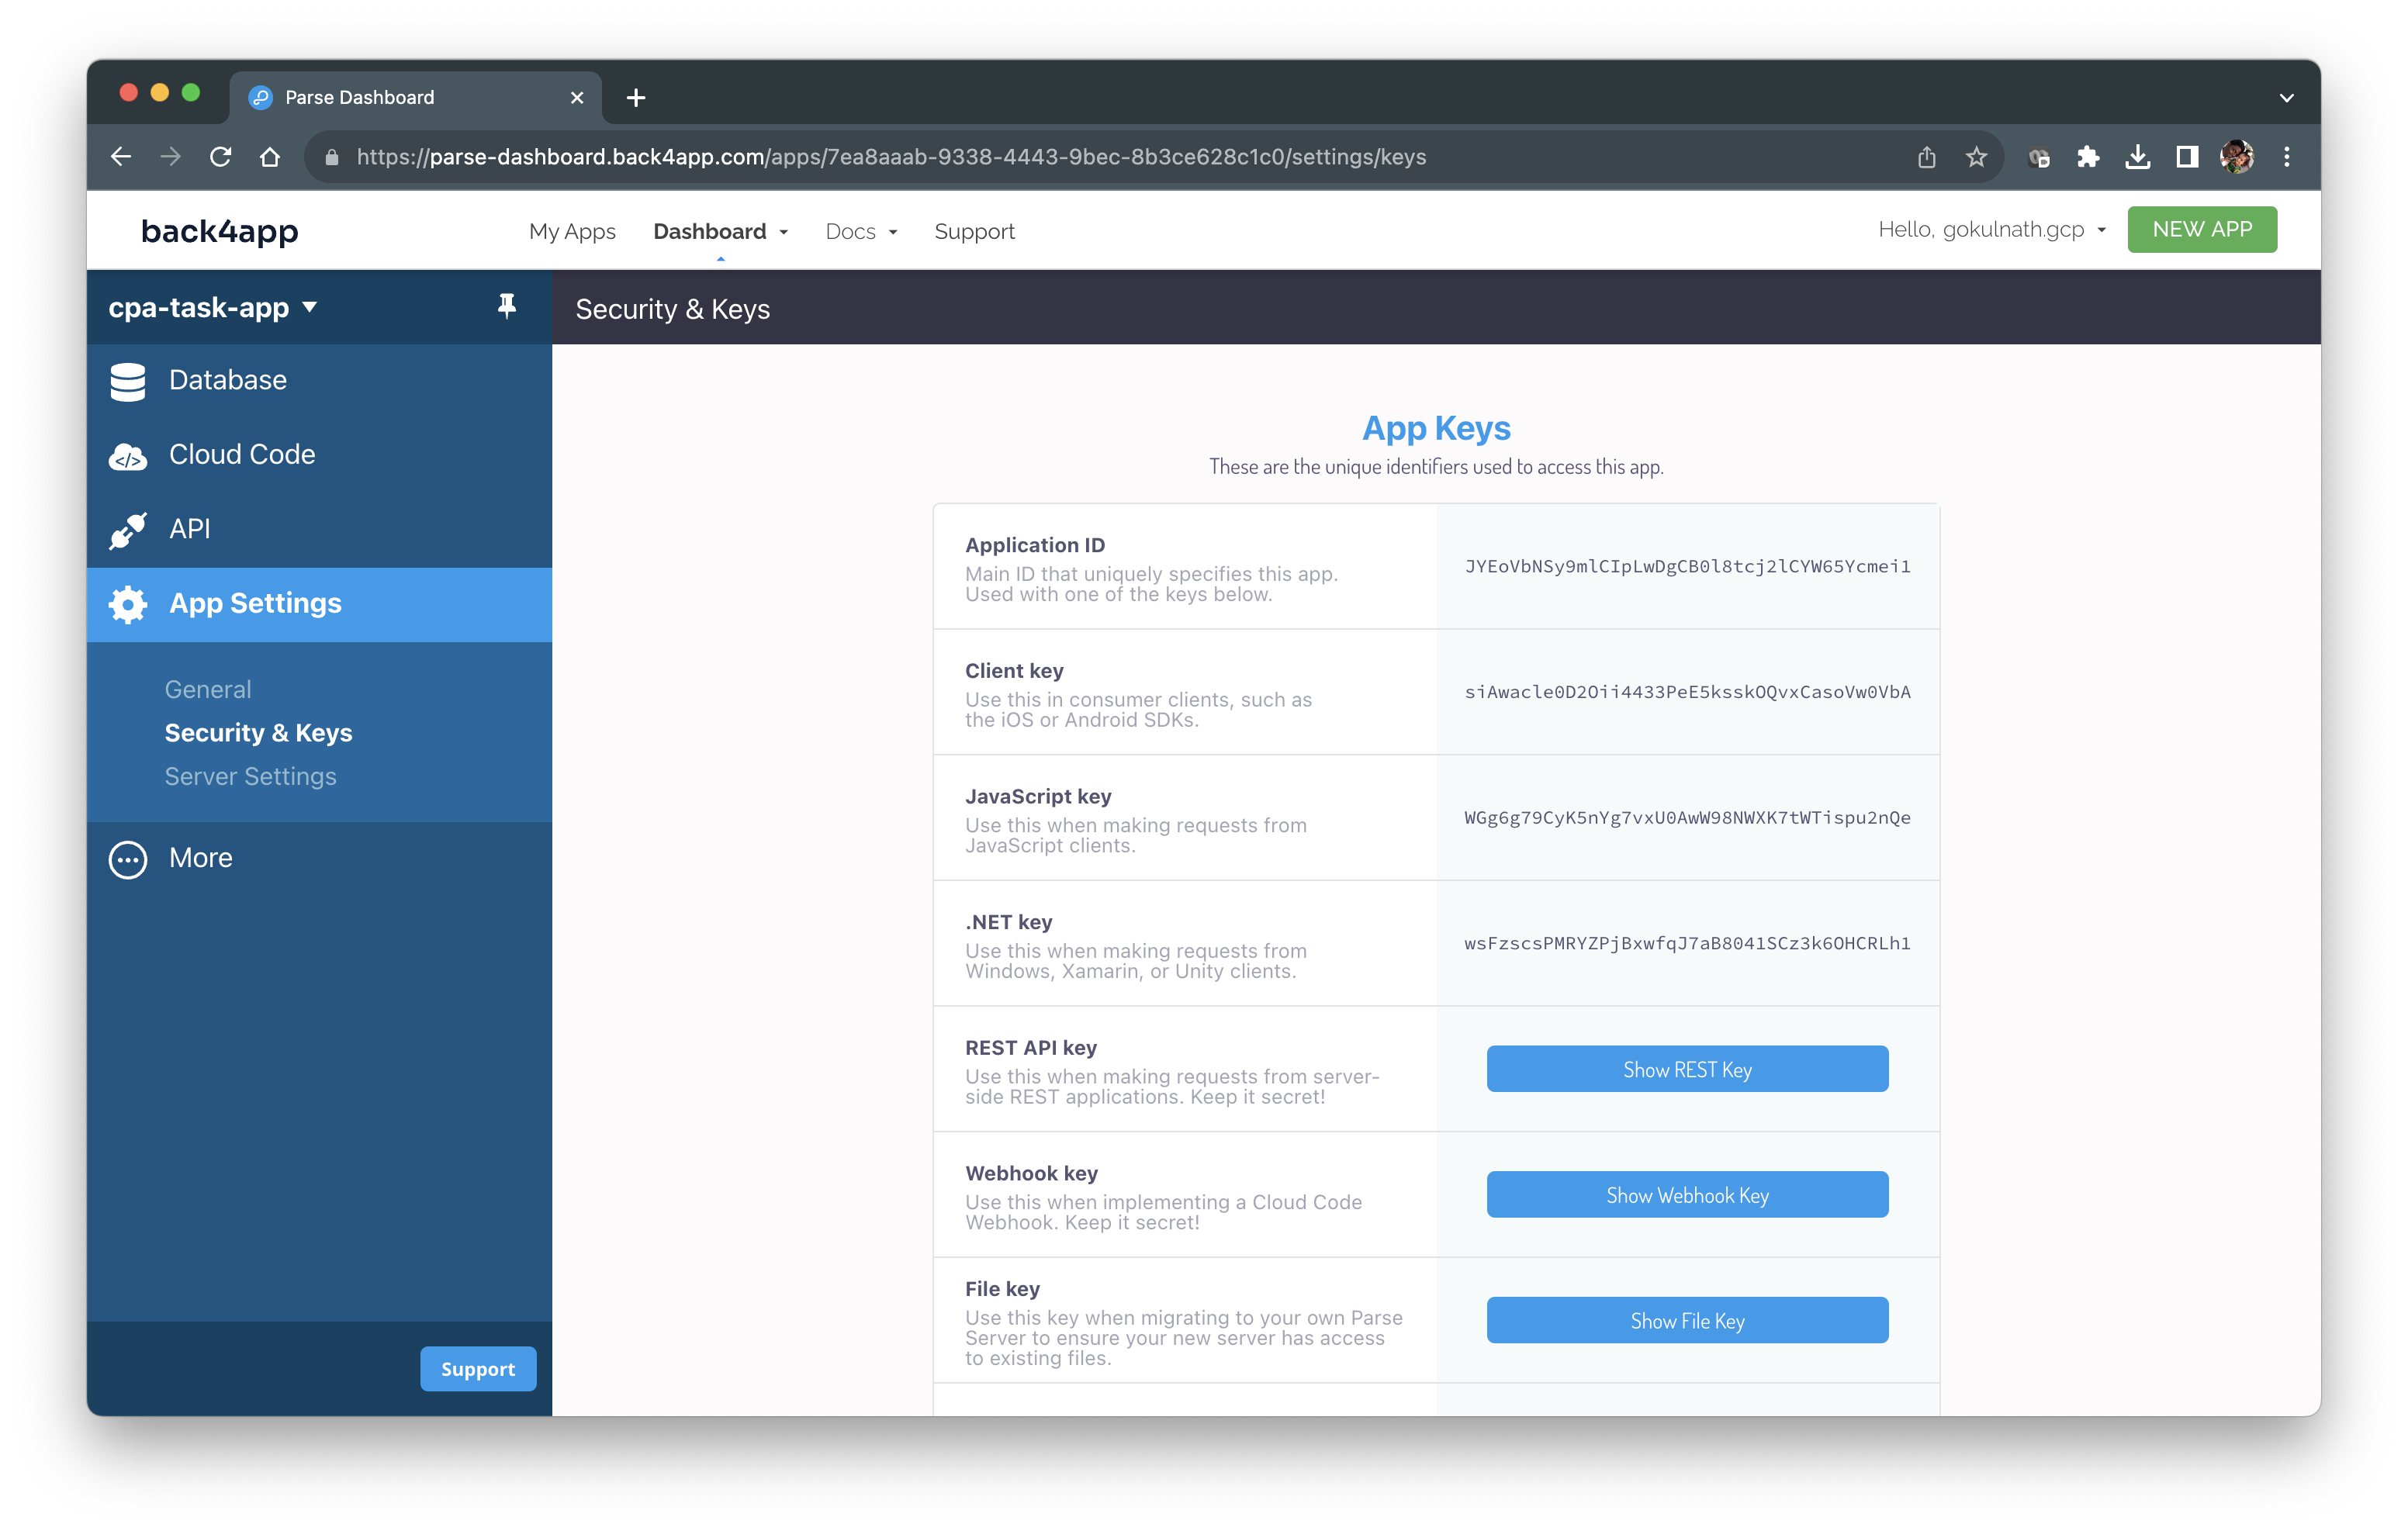 Parse Dashboard
https://parse-dashboard.back4app.com/apps/7ea8aaab-9338-4443-9bec-8b3ce628c1c0/settings/keys
back4app
My Apps
Dashboard
Docs
Support
Hello, gokulnath.gcp
NEW APP
cpa-task-app
Security & Keys
Database
Cloud Code
API
App Settings
General
Security & Keys
Server Settings
More
Support
App Keys
These are the unique identifiers used to access this app.
Application ID
Main ID that uniquely specifies this app.
Used with one of the keys below.
JYEoVbNSy9mlCIpLwDgCB0l8tcj2lCYW65Ycmei1
Client key
Use this in consumer clients, such as
the iOS or Android SDKs.
siAwacle0D2Oii4433PeE5ksskOQvxCasoVw0VbA
JavaScript key
Use this when making requests from
JavaScript clients.
WGg6g79CyK5nYg7vxU0AwW98NWXK7tWTispu2nQe
.NET key
Use this when making requests from
Windows, Xamarin, or Unity clients.
wsFzscsPMRYZPjBxwfqJ7aB8041SCz3k6OHCRLh1
REST API key
Use this when making requests from server-
side REST applications. Keep it secret!
Show REST Key
Webhook key
Use this when implementing a Cloud Code
Webhook. Keep it secret!
Show Webhook Key
File key
Use this key when migrating to your own Parse
Server to ensure your new server has access
to existing files.
Show File Key